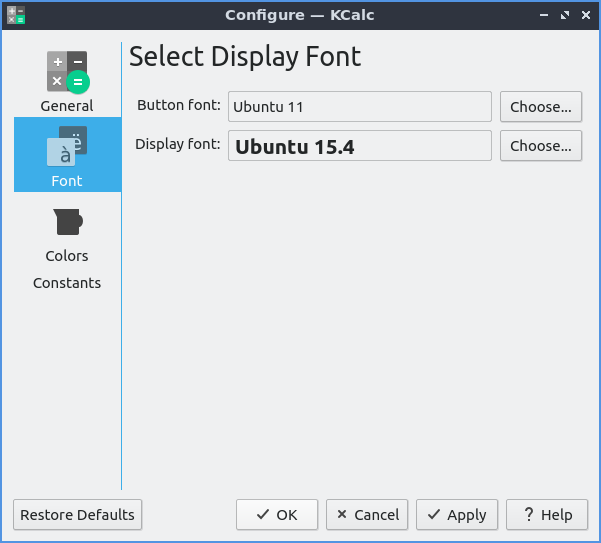 Configure — KCalc
General
Font
Colors
Constants
Select Display Font
Button font: Ubuntu 11 Choose...
Display font: Ubuntu 15.4 Choose...
Restore Defaults OK Cancel Apply ? Help